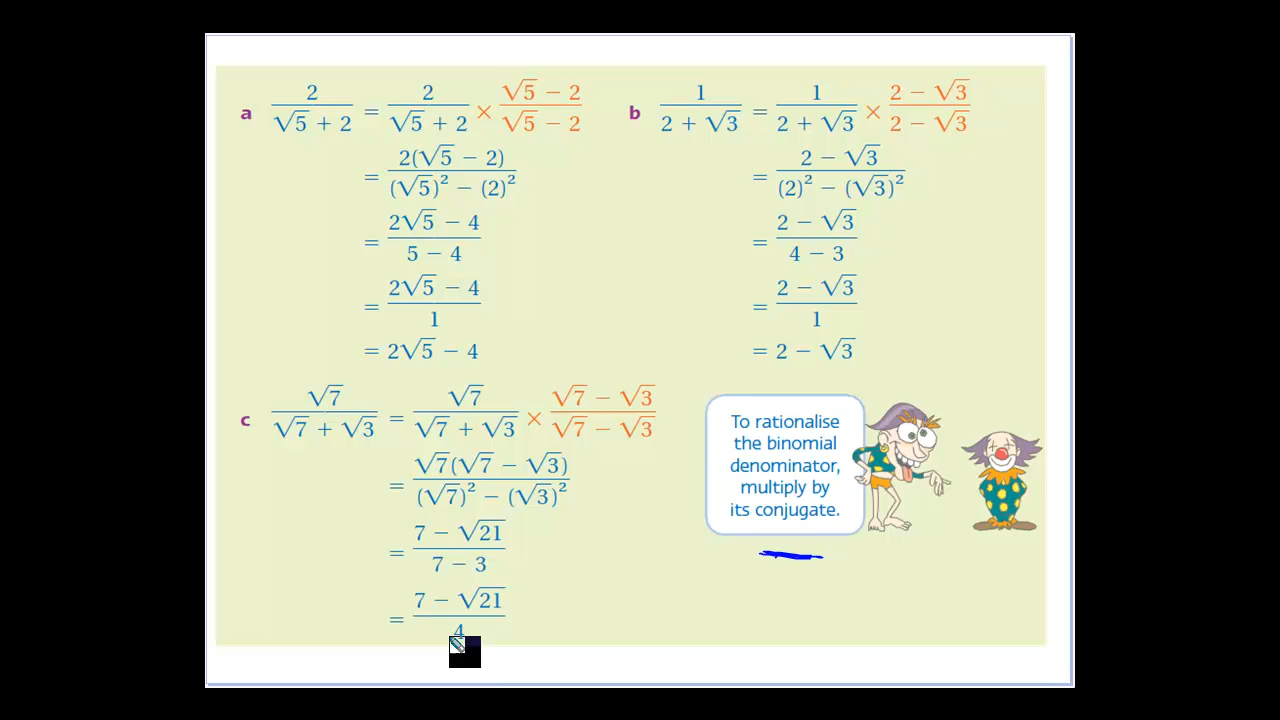 a 2/(√5 + 2) = 2/(√5 + 2) × (√5 − 2)/(√5 − 2)
= 2(√5 − 2)/((√5)² − (2)²)
= (2√5 − 4)/(5 − 4)
= (2√5 − 4)/1
= 2√5 − 4
b 1/(2 + √3) = 1/(2 + √3) × (2 − √3)/(2 − √3)
= (2 − √3)/((2)² − (√3)²)
= (2 − √3)/(4 − 3)
= (2 − √3)/1
= 2 − √3
c √7/(√7 + √3) = √7/(√7 + √3) × (√7 − √3)/(√7 − √3)
= √7(√7 − √3)/((√7)² − (√3)²)
= (7 − √21)/(7 − 3)
= (7 − √21)/4
To rationalise
the binomial
denominator,
multiply by
its conjugate.